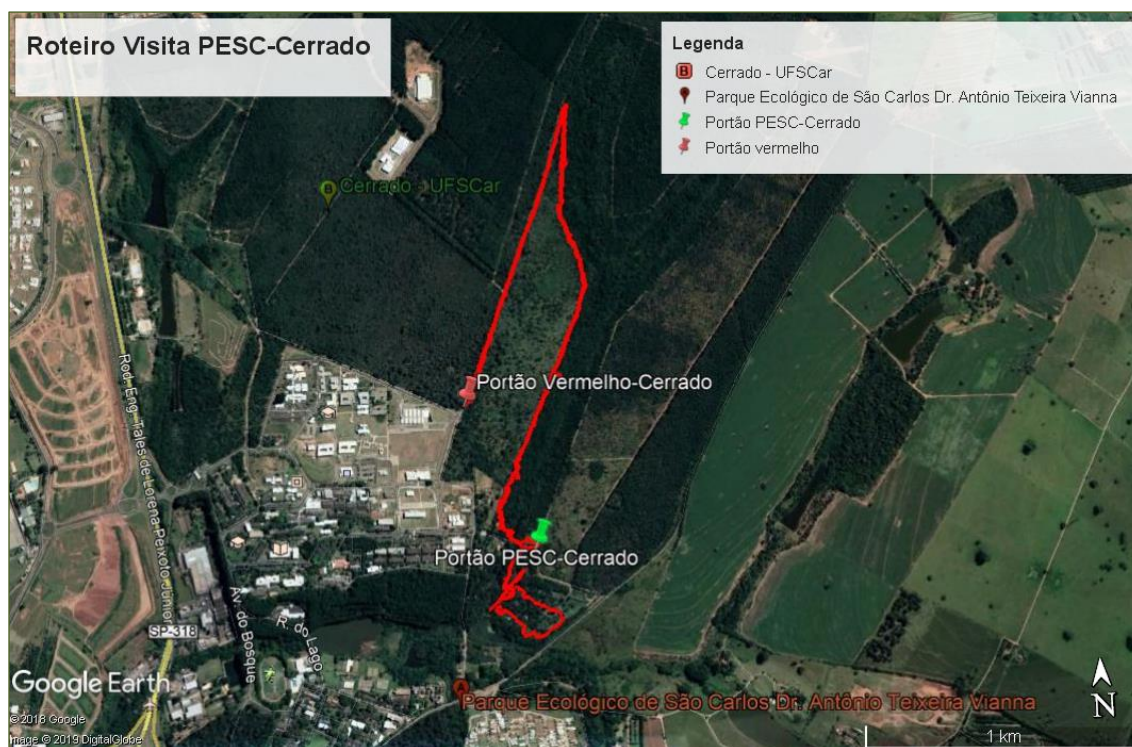 Roteiro Visita PESC-Cerrado
Legenda
B Cerrado - UFSCar
Parque Ecológico de São Carlos Dr. Antônio Teixeira Vianna
Portão PESC-Cerrado
Portão vermelho
B Cerrado - UFSCar
Portão Vermelho-Cerrado
Portão PESC-Cerrado
Rod. Eng. Tales de Lorena Peixoto Júnior
SP-318
Av. do Bosque
R. do Lago
Parque Ecológico de São Carlos Dr. Antônio Teixeira Vianna
Google Earth
© 2018 Google
Image © 2019 DigitalGlobe
N
1 km